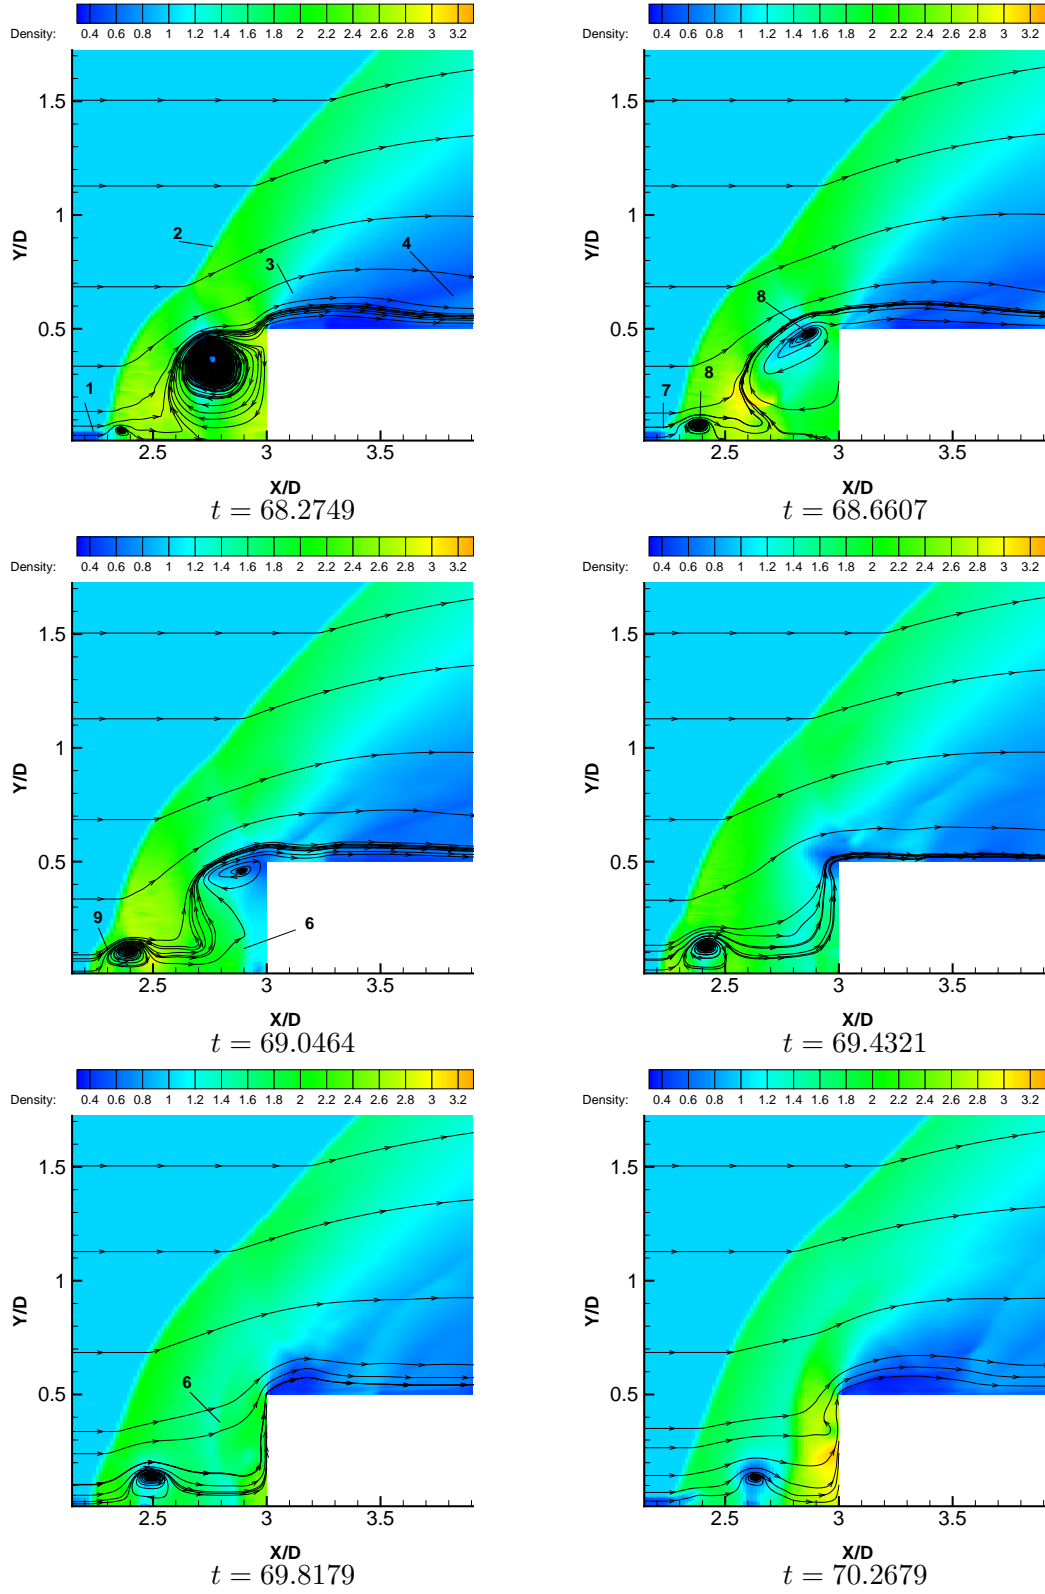 Density: 0.4 0.6 0.8 1 1.2 1.4 1.6 1.8 2 2.2 2.4 2.6 2.8 3 3.2
Y/D
1.5
1
0.5
2.5 3 3.5
X/D
1 2 3 4
t = 68.2749
Density: 0.4 0.6 0.8 1 1.2 1.4 1.6 1.8 2 2.2 2.4 2.6 2.8 3 3.2
Y/D
1.5
1
0.5
2.5 3 3.5
X/D
8
7 8
t = 68.6607
Density: 0.4 0.6 0.8 1 1.2 1.4 1.6 1.8 2 2.2 2.4 2.6 2.8 3 3.2
Y/D
1.5
1
0.5
2.5 3 3.5
X/D
9 6
t = 69.0464
Density: 0.4 0.6 0.8 1 1.2 1.4 1.6 1.8 2 2.2 2.4 2.6 2.8 3 3.2
Y/D
1.5
1
0.5
2.5 3 3.5
X/D
t = 69.4321
Density: 0.4 0.6 0.8 1 1.2 1.4 1.6 1.8 2 2.2 2.4 2.6 2.8 3 3.2
Y/D
1.5
1
0.5
2.5 3 3.5
X/D
6
t = 69.8179
Density: 0.4 0.6 0.8 1 1.2 1.4 1.6 1.8 2 2.2 2.4 2.6 2.8 3 3.2
Y/D
1.5
1
0.5
2.5 3 3.5
X/D
t = 70.2679